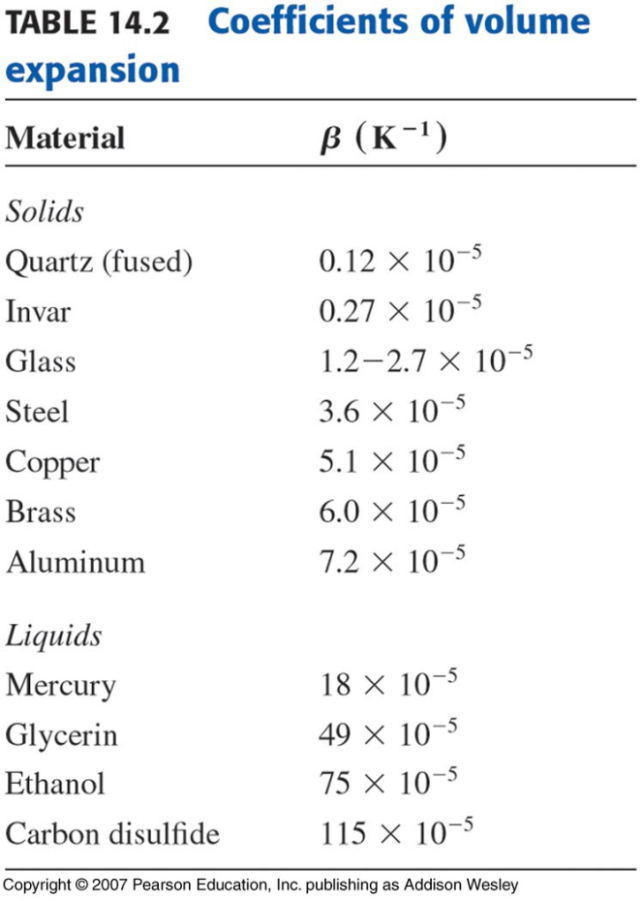 TABLE 14.2 Coefficients of volume
expansion
Material β (K⁻¹)
Solids
Quartz (fused) 0.12 × 10⁻⁵
Invar 0.27 × 10⁻⁵
Glass 1.2–2.7 × 10⁻⁵
Steel 3.6 × 10⁻⁵
Copper 5.1 × 10⁻⁵
Brass 6.0 × 10⁻⁵
Aluminum 7.2 × 10⁻⁵
Liquids
Mercury 18 × 10⁻⁵
Glycerin 49 × 10⁻⁵
Ethanol 75 × 10⁻⁵
Carbon disulfide 115 × 10⁻⁵
Copyright © 2007 Pearson Education, Inc. publishing as Addison Wesley